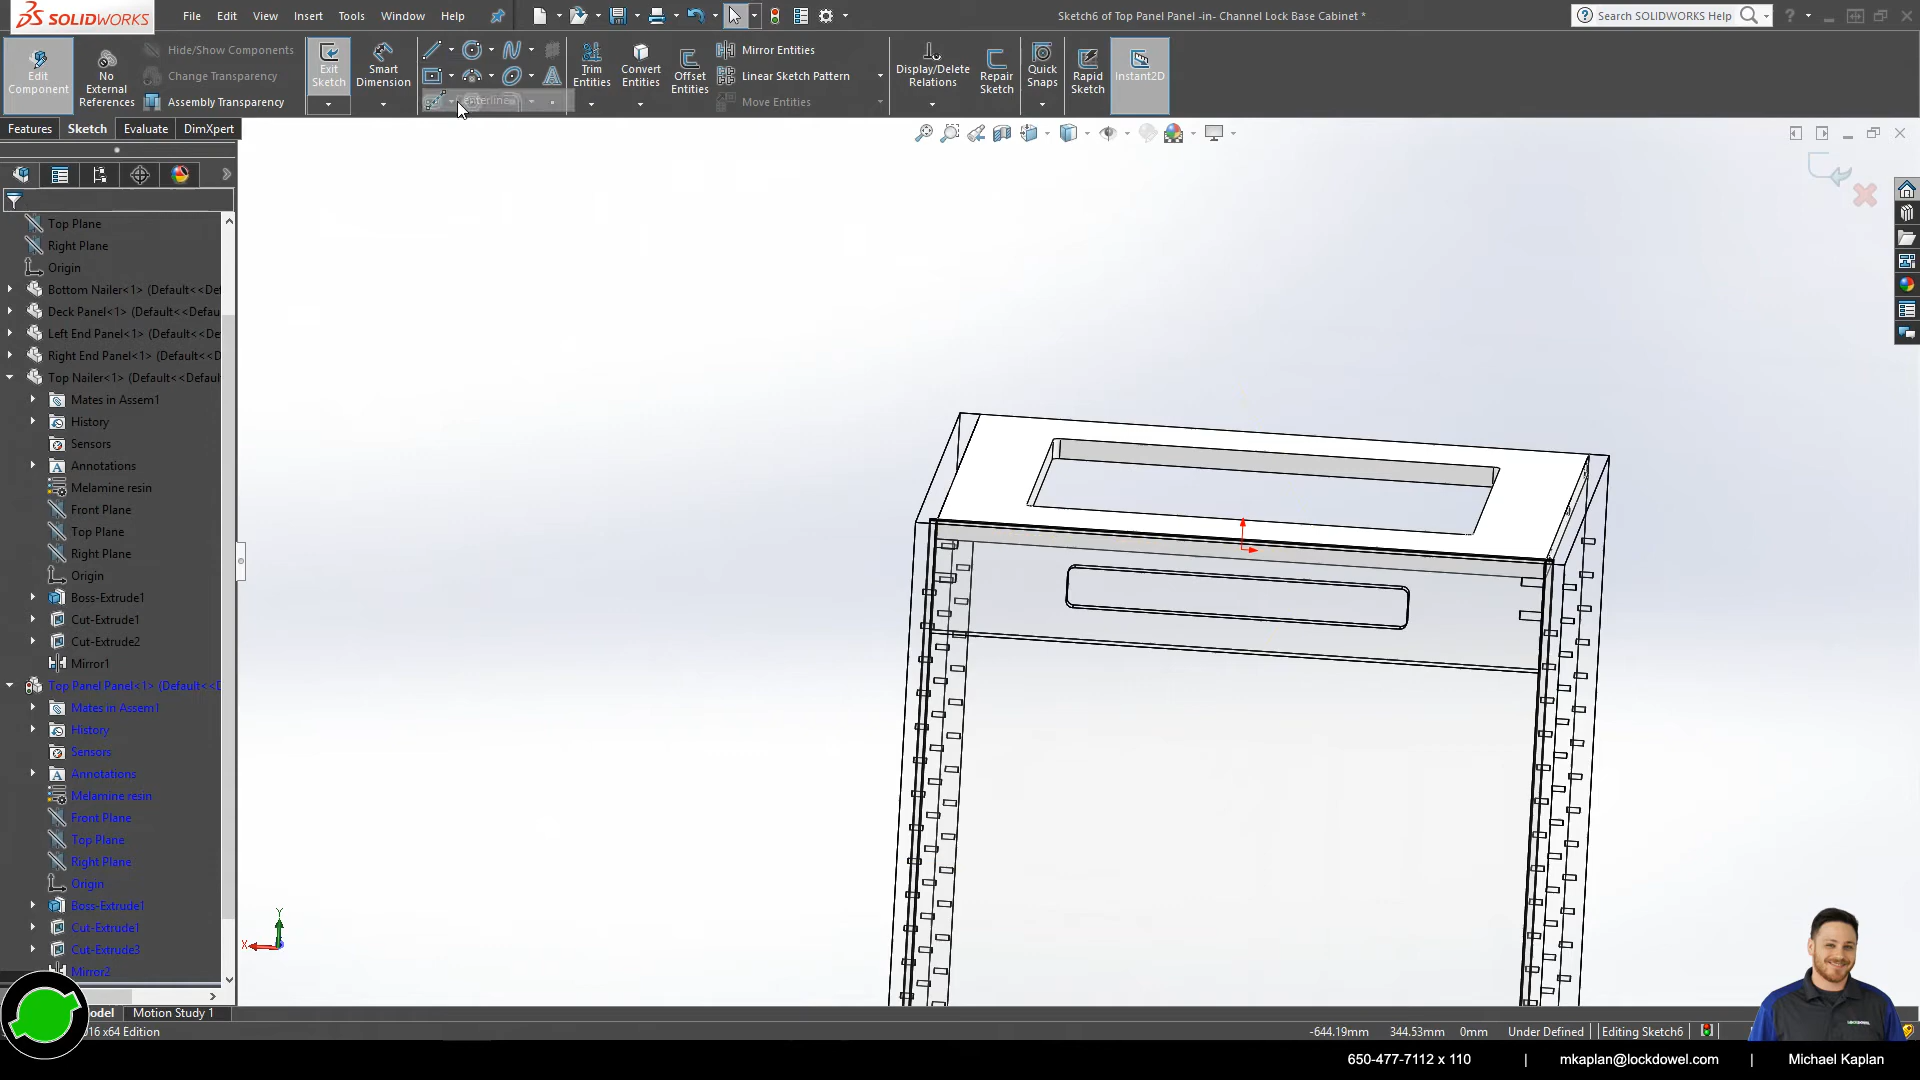 SOLIDWORKS File Edit View Insert Tools Window Help
Sketch6 of Top Panel Panel -in- Channel Lock Base Cabinet *
Search SOLIDWORKS Help
Edit Component
No External References
Hide/Show Components
Change Transparency
Assembly Transparency
Exit Sketch
Smart Dimension
Centerline
Trim Entities
Convert Entities
Offset Entities
Mirror Entities
Linear Sketch Pattern
Move Entities
Display/Delete Relations
Repair Sketch
Quick Snaps
Rapid Sketch
Instant2D
Features Sketch Evaluate DimXpert
Top Plane
Right Plane
Origin
Bottom Nailer<1> (Default<<Def
Deck Panel<1> (Default<<Defau
Left End Panel<1> (Default<<De
Right End Panel<1> (Default<<D
Top Nailer<1> (Default<<Defaul
Mates in Assem1
History
Sensors
Annotations
Melamine resin
Front Plane
Top Plane
Right Plane
Origin
Boss-Extrude1
Cut-Extrude1
Cut-Extrude2
Mirror1
Top Panel Panel<1> (Default<<D
Mates in Assem1
History
Sensors
Annotations
Melamine resin
Front Plane
Top Plane
Right Plane
Origin
Boss-Extrude1
Cut-Extrude1
Cut-Extrude3
Mirror2
Y
X
odel Motion Study 1
016 x64 Edition
-644.19mm 344.53mm 0mm Under Defined Editing Sketch6
650-477-7112 x 110 | mkaplan@lockdowel.com | Michael Kaplan